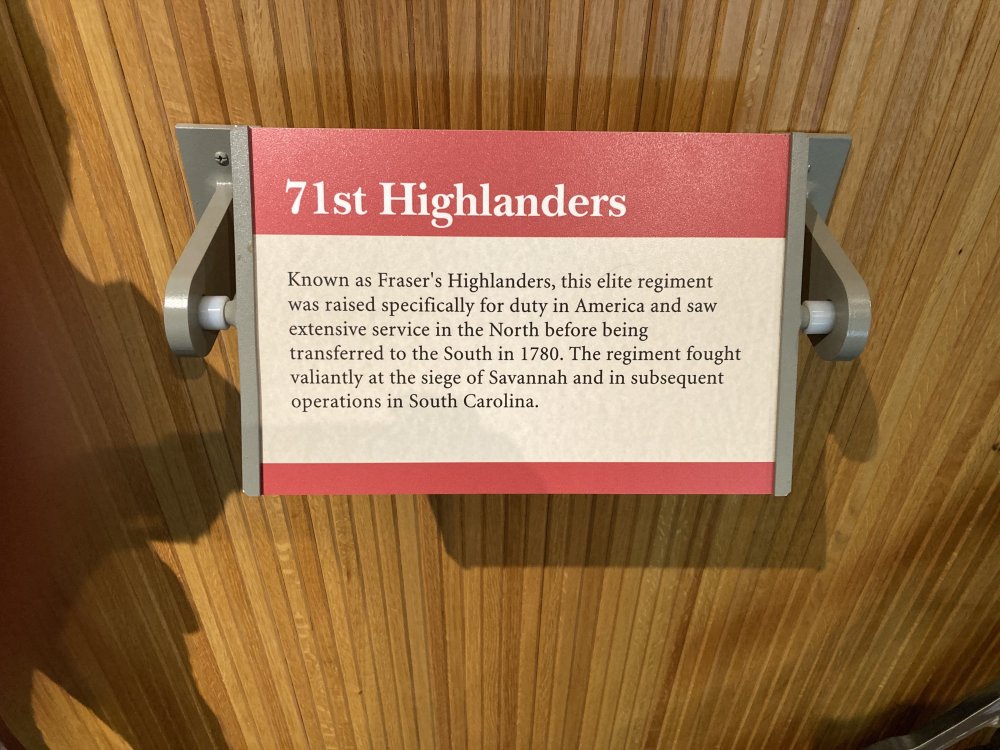 71st Highlanders
Known as Fraser's Highlanders, this elite regiment
was raised specifically for duty in America and saw
extensive service in the North before being
transferred to the South in 1780. The regiment fought
valiantly at the siege of Savannah and in subsequent
operations in South Carolina.